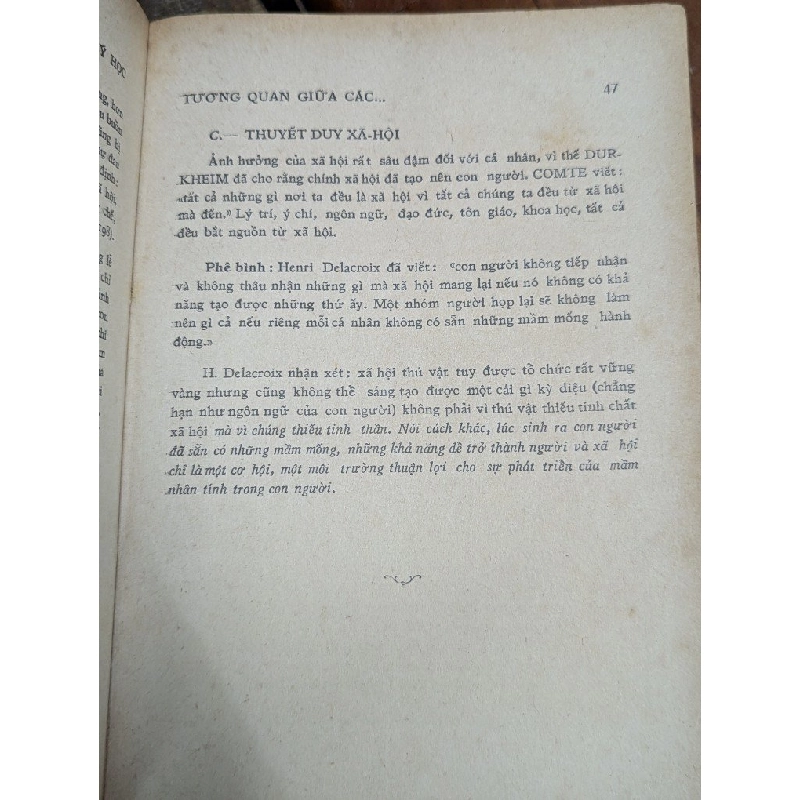 Ý HỌC
TƯƠNG QUAN GIỮA CÁC...
47
C.— THUYẾT DUY XÃ-HỘI
Ảnh hưởng của xã hội rất sâu đậm đối với cá nhân, vì thế DUR-
KHEIM đã cho rằng chính xã hội đã tạo nên con người. COMTE viết:
«tất cả những gì nơi ta đều là xã hội vì tất cả chúng ta đều từ xã hội
mà đến.» Lý trí, ý chí, ngôn ngữ, đạo đức, tôn giáo, khoa học, tất cả
đều bắt nguồn từ xã hội.
Phê bình : Henri Delacroix đã viết : «con người không tiếp nhận
và không thâu nhận những gì mà xã hội mang lại nếu nó không có khả
năng tạo được những thứ ấy. Một nhóm người họp lại sẽ không làm
nên gì cả nếu riêng mỗi cá nhân không có sẵn những mầm mống hành
động.»
H. Delacroix nhận xét : xã hội thú vật tuy được tổ chức rất vững
vàng nhưng cũng không thể sáng tạo được một cái gì kỳ diệu (chẳng
hạn như ngôn ngữ của con người) không phải vì thú vật thiếu tính chất
xã hội mà vì chúng thiếu tinh thần. Nói cách khác, lúc sinh ra con người
đã sẵn có những mầm mống, những khả năng để trở thành người và xã hội
chỉ là một cơ hội, một môi trường thuận lợi cho sự phát triển của mầm
nhân tính trong con người.